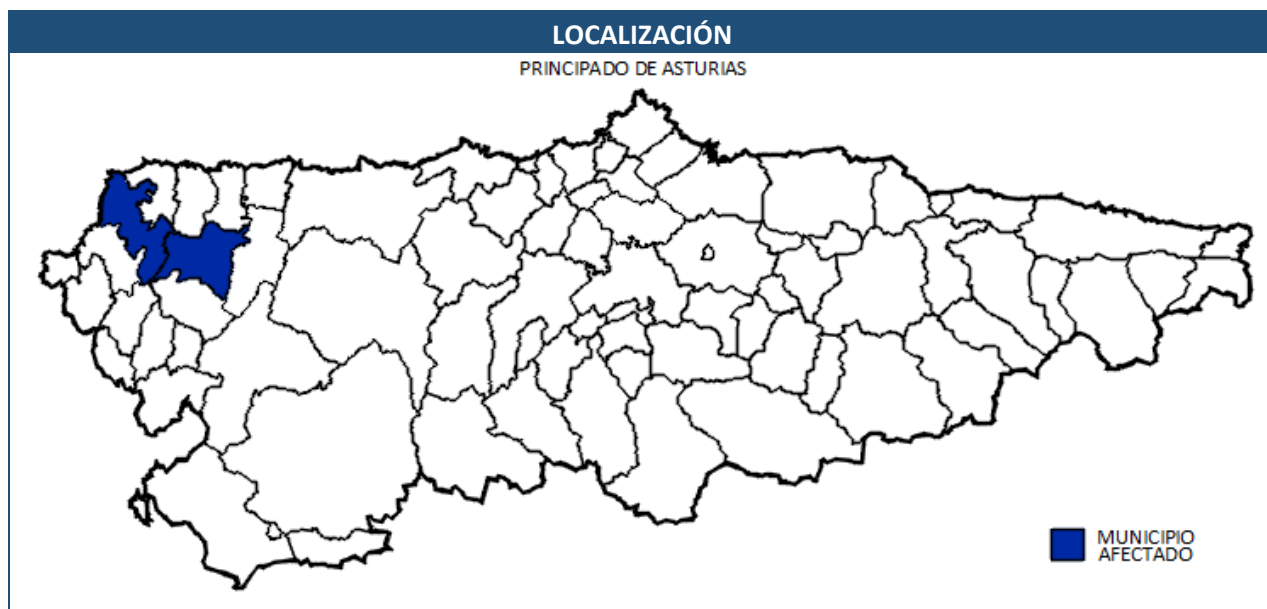 LOCALIZACIÓN
PRINCIPADO DE ASTURIAS
MUNICIPIO
AFECTADO